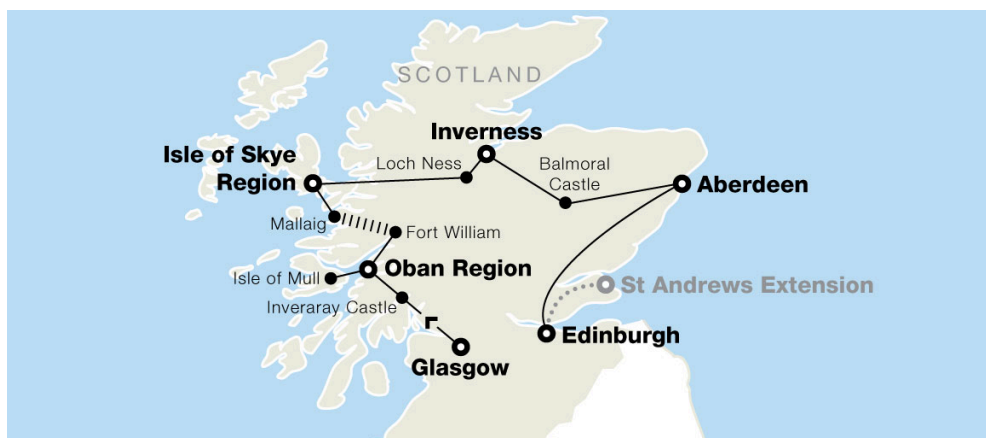 SCOTLAND
Inverness
Isle of Skye
Region
Loch Ness
Balmoral
Castle
Aberdeen
Mallaig
Fort William
Isle of Mull
Oban Region
Inveraray Castle
St Andrews Extension
Edinburgh
Glasgow